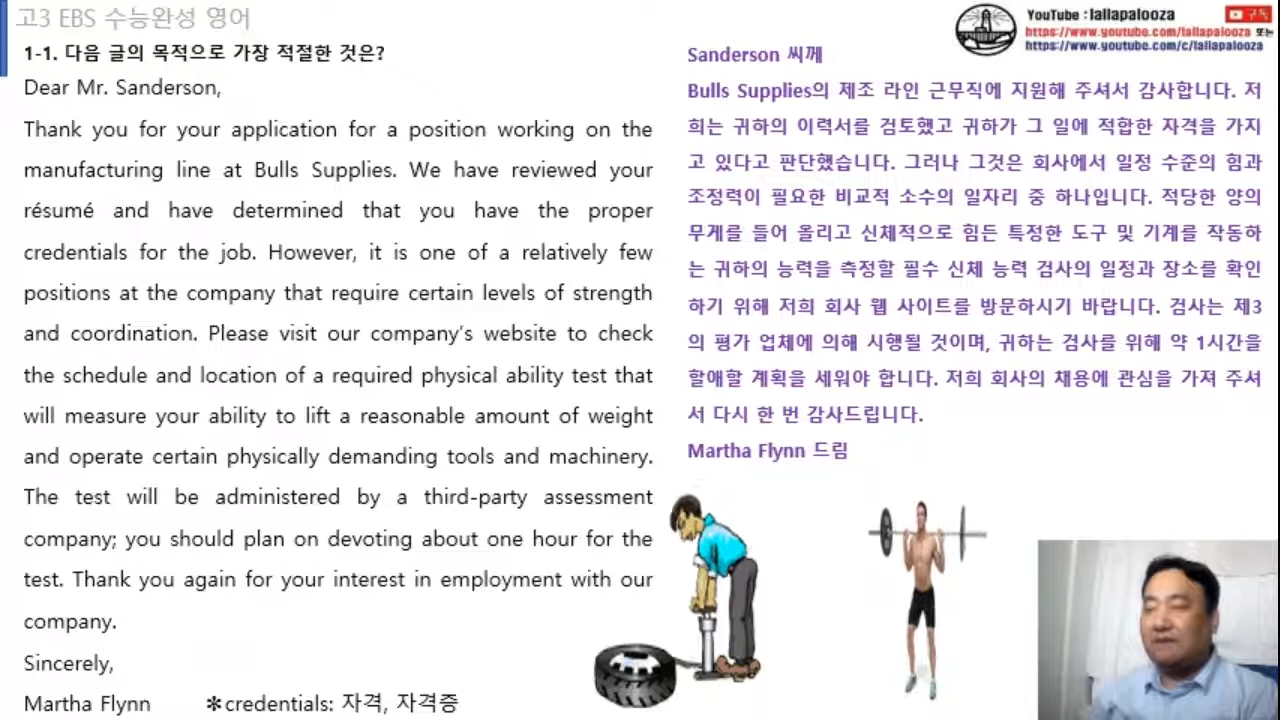 고3 EBS 수능완성 영어
1-1. 다음 글의 목적으로 가장 적절한 것은?
Dear Mr. Sanderson,
Thank you for your application for a position working on the
manufacturing line at Bulls Supplies. We have reviewed your
résumé and have determined that you have the proper
credentials for the job. However, it is one of a relatively few
positions at the company that require certain levels of strength
and coordination. Please visit our company's website to check
the schedule and location of a required physical ability test that
will measure your ability to lift a reasonable amount of weight
and operate certain physically demanding tools and machinery.
The test will be administered by a third-party assessment
company; you should plan on devoting about one hour for the
test. Thank you again for your interest in employment with our
company.
Sincerely,
Martha Flynn ✻credentials: 자격, 자격증
YouTube : lallapalooza
구독
https://www.youtube.com/lallapalooza 또는
https://www.youtube.com/c/lallapalooza
Sanderson 씨께
Bulls Supplies의 제조 라인 근무직에 지원해 주셔서 감사합니다. 저
희는 귀하의 이력서를 검토했고 귀하가 그 일에 적합한 자격을 가지
고 있다고 판단했습니다. 그러나 그것은 회사에서 일정 수준의 힘과
조정력이 필요한 비교적 소수의 일자리 중 하나입니다. 적당한 양의
무게를 들어 올리고 신체적으로 힘든 특정한 도구 및 기계를 작동하
는 귀하의 능력을 측정할 필수 신체 능력 검사의 일정과 장소를 확인
하기 위해 저희 회사 웹 사이트를 방문하시기 바랍니다. 검사는 제3
의 평가 업체에 의해 시행될 것이며, 귀하는 검사를 위해 약 1시간을
할애할 계획을 세워야 합니다. 저희 회사의 채용에 관심을 가져 주셔
서 다시 한 번 감사드립니다.
Martha Flynn 드림